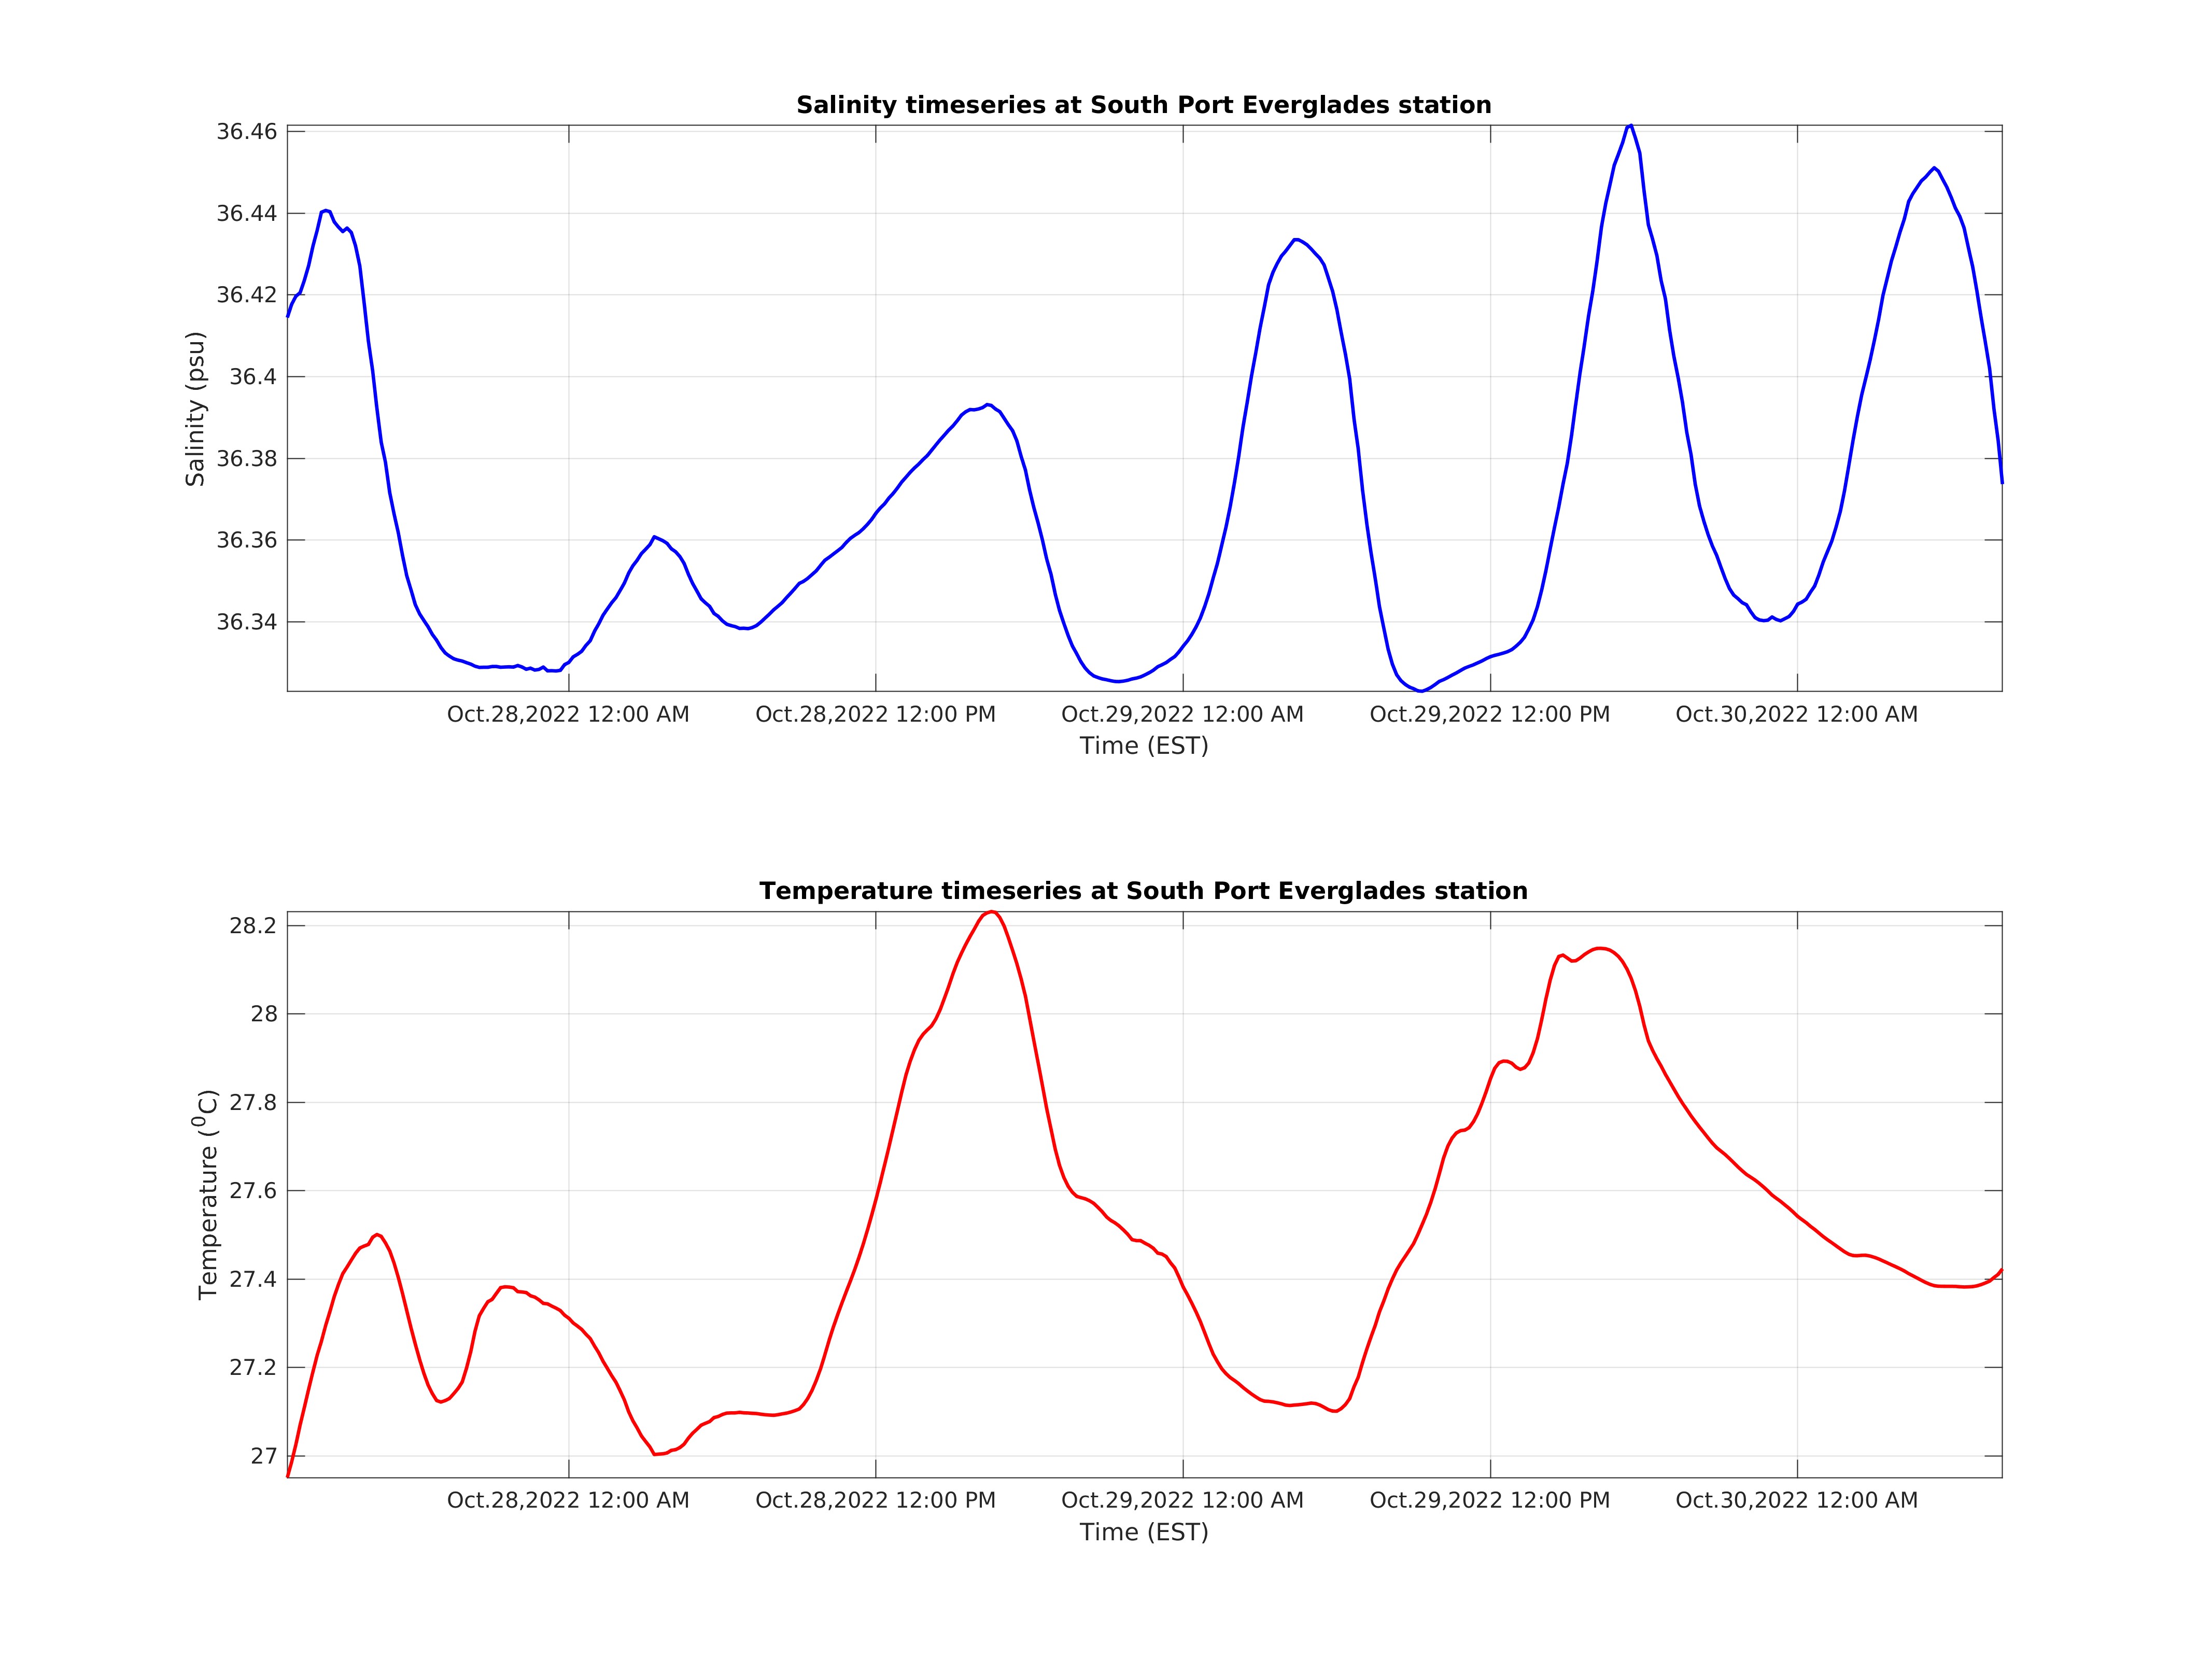 Salinity timeseries at South Port Everglades station
36.46
36.44
36.42
36.4
36.38
36.36
36.34
Salinity (psu)
Oct.28,2022 12:00 AM
Oct.28,2022 12:00 PM
Oct.29,2022 12:00 AM
Oct.29,2022 12:00 PM
Oct.30,2022 12:00 AM
Time (EST)
Temperature timeseries at South Port Everglades station
28.2
28
27.8
27.6
27.4
27.2
27
Temperature (⁰C)
Oct.28,2022 12:00 AM
Oct.28,2022 12:00 PM
Oct.29,2022 12:00 AM
Oct.29,2022 12:00 PM
Oct.30,2022 12:00 AM
Time (EST)